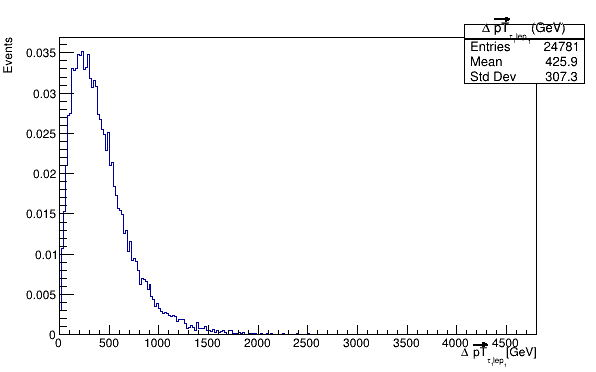 Δ pT τ₁lep₁ (GeV)
Entries 24781
Mean 425.9
Std Dev 307.3
Events
0.035
0.03
0.025
0.02
0.015
0.01
0.005
0
0 500 1000 1500 2000 2500 3000 3500 4000 4500
Δ pT τ₁lep₁ [GeV]